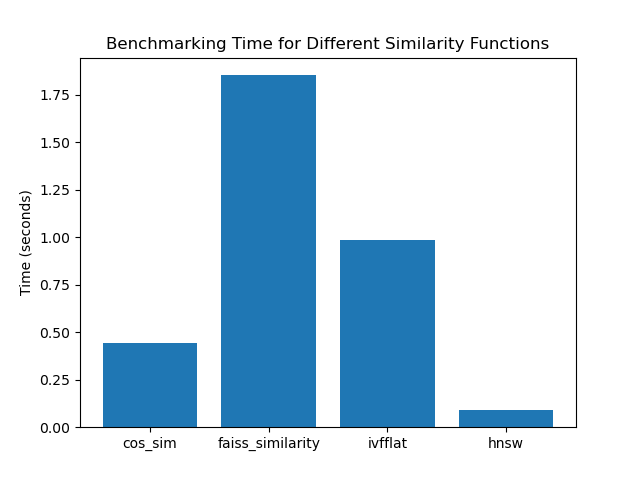 Benchmarking Time for Different Similarity Functions
Time (seconds)
1.75
1.50
1.25
1.00
0.75
0.50
0.25
0.00
cos_sim faiss_similarity ivfflat hnsw